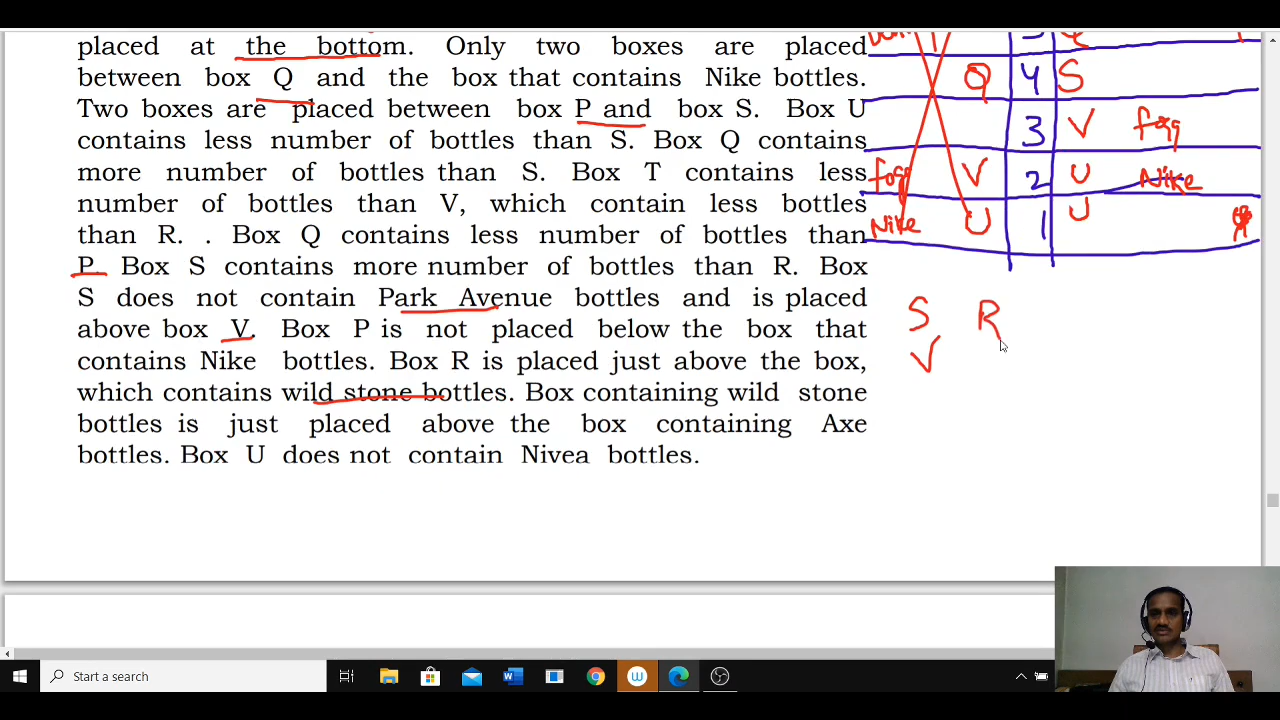 placed at the bottom. Only two boxes are placed
between box Q and the box that contains Nike bottles.
Two boxes are placed between box P and box S. Box U
contains less number of bottles than S. Box Q contains
more number of bottles than S. Box T contains less
number of bottles than V, which contain less bottles
than R. . Box Q contains less number of bottles than
P. Box S contains more number of bottles than R. Box
S does not contain Park Avenue bottles and is placed
above box V. Box P is not placed below the box that
contains Nike bottles. Box R is placed just above the box,
which contains wild stone bottles. Box containing wild stone
bottles is just placed above the box containing Axe
bottles. Box U does not contain Nivea bottles.
Q 4 S
3 V fogg
fogg V 2 U Nike
Nike U 1 U
S R
V
Start a search